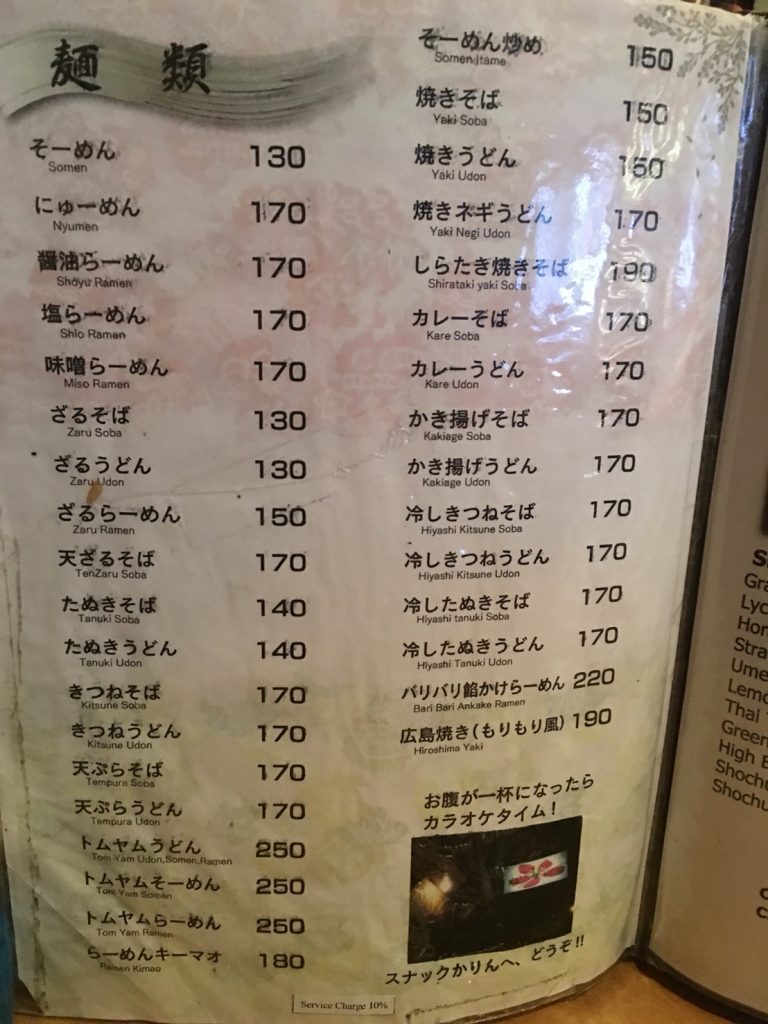 麺類
そーめん 130
Somen
にゅーめん 170
Nyumen
醤油らーめん 170
Shoyu Ramen
塩らーめん 170
Shio Ramen
味噌らーめん 170
Miso Ramen
ざるそば 130
Zaru Soba
ざるうどん 130
Zaru Udon
ざるらーめん 150
Zaru Ramen
天ざるそば 170
TenZaru Soba
たぬきそば 140
Tanuki Soba
たぬきうどん 140
Tanuki Udon
きつねそば 170
Kitsune Soba
きつねうどん 170
Kitsune Udon
天ぷらそば 170
Tempura Soba
天ぷらうどん 170
Tempura Udon
トムヤムうどん 250
Tom Yam Udon,Somen,Ramen
トムヤムそーめん 250
Tom Yam Somen
トムヤムらーめん 250
Tom Yam Ramen
らーめんキーマオ 180
Ramen Kimao
そーめん炒め 150
Somen Itame
焼きそば 150
Yaki Soba
焼きうどん 150
Yaki Udon
焼きネギうどん 170
Yaki Negi Udon
しらたき焼きそば 190
Shirataki yaki Soba
カレーそば 170
Kare Soba
カレーうどん 170
Kare Udon
かき揚げそば 170
Kakiage Soba
かき揚げうどん 170
Kakiage Udon
冷しきつねそば 170
Hiyashi Kitsune Soba
冷しきつねうどん 170
Hiyashi Kitsune Udon
冷したぬきそば 170
Hiyashi tanuki Soba
冷したぬきうどん 170
Hiyashi Tanuki Udon
バリバリ餡かけらーめん 220
Bari Bari Ankake Ramen
広島焼き(もりもり風) 190
Hiroshima Yaki
お腹が一杯になったら
カラオケタイム!
スナックかりんへ、どうぞ!!
Service Charge 10%
Thai
Green
High